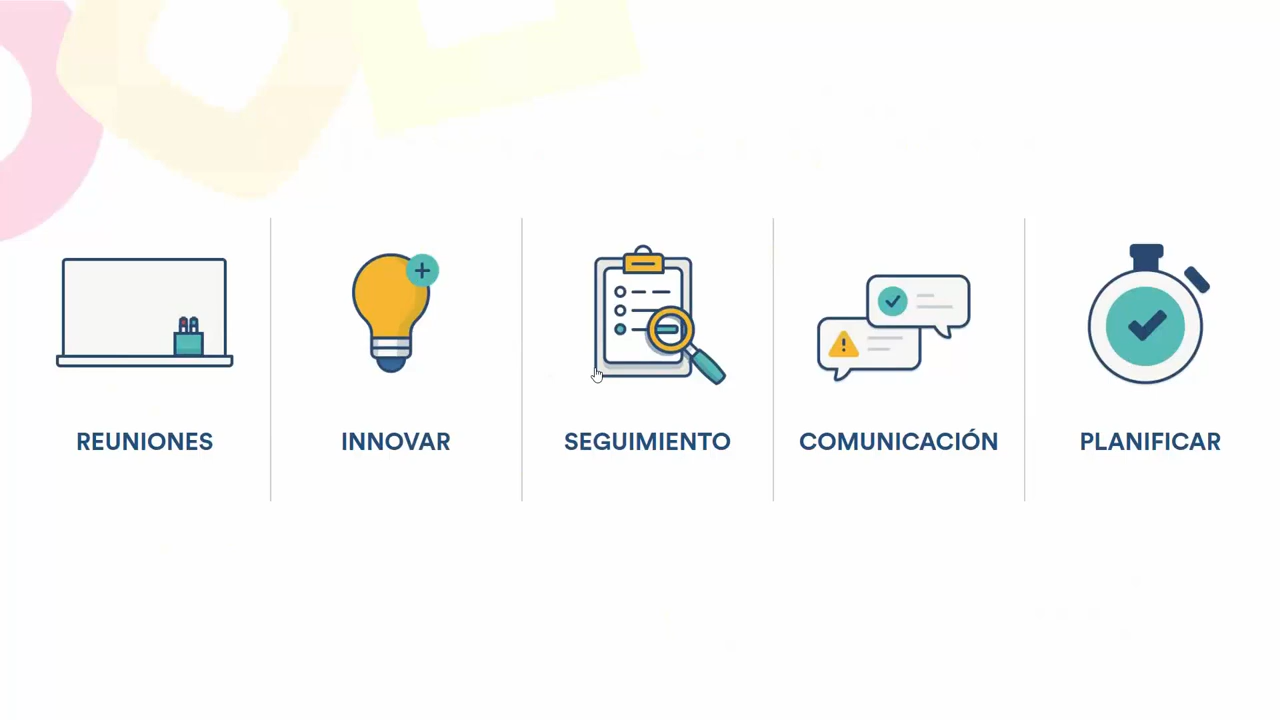 REUNIONES
INNOVAR
SEGUIMIENTO
COMUNICACIÓN
PLANIFICAR